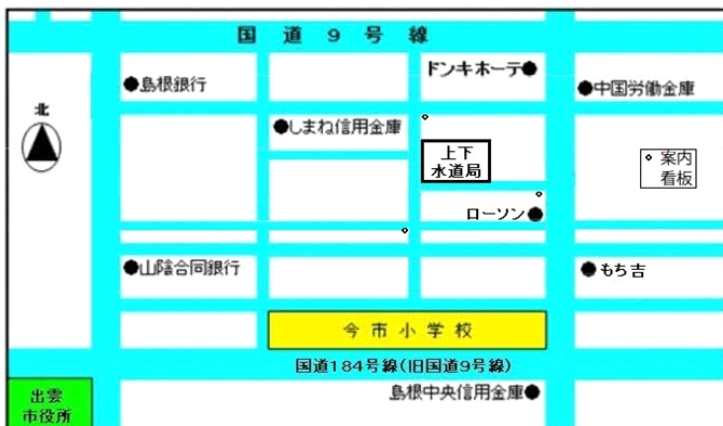 国道9号線
ドンキホーテ
島根銀行
中国労働金庫
北
しまね信用金庫
上下
水道局
案内
看板
ローソン
山陰合同銀行
もち吉
今市小学校
国道184号線(旧国道9号線)
出雲
市役所
島根中央信用金庫